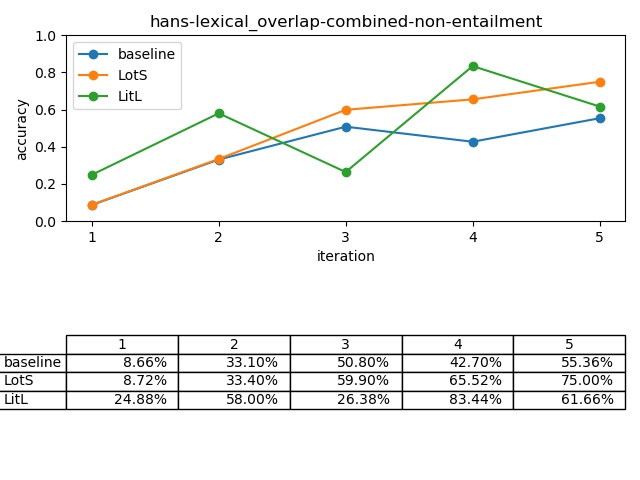 hans-lexical_overlap-combined-non-entailment
1.0
0.8
0.6
0.4
0.2
0.0
accuracy
baseline
LotS
LitL
1 2 3 4 5
iteration
1 2 3 4 5
baseline 8.66% 33.10% 50.80% 42.70% 55.36%
LotS 8.72% 33.40% 59.90% 65.52% 75.00%
LitL 24.88% 58.00% 26.38% 83.44% 61.66%